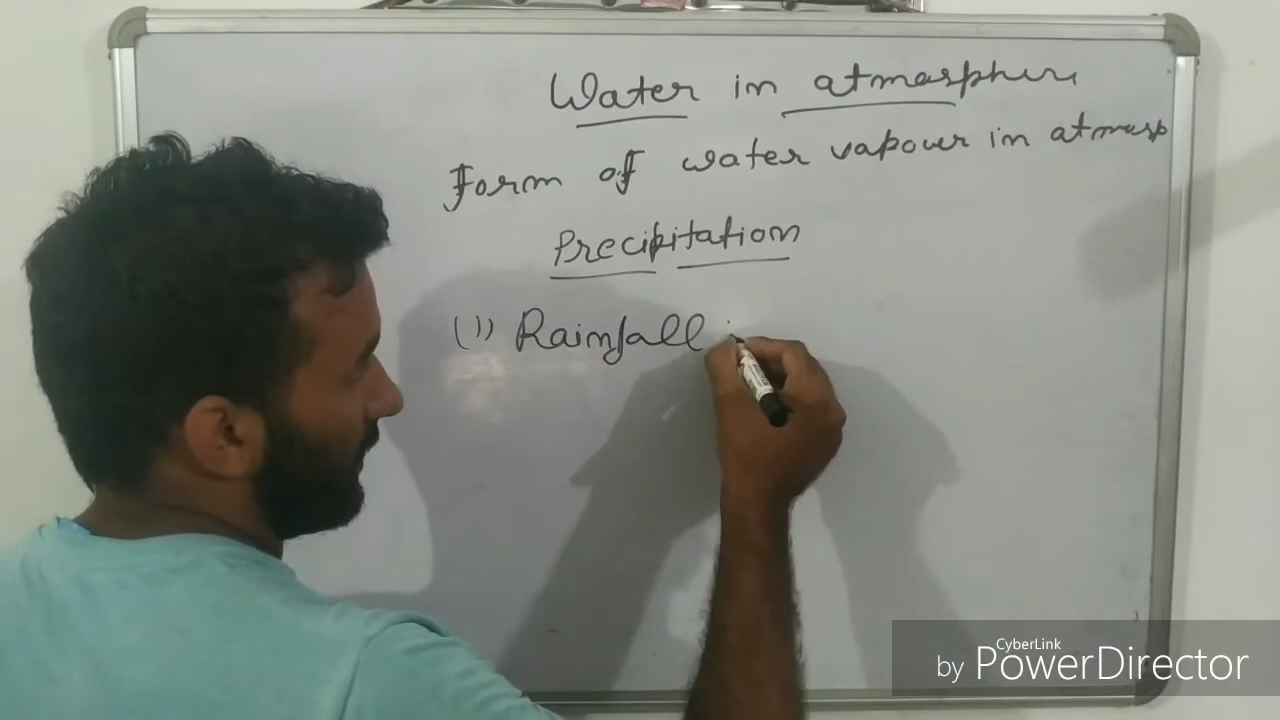 Water in atmosphere
Form of water vapour in atmosp
Precipitation
(1) Rainfall :
CyberLink
by PowerDirector